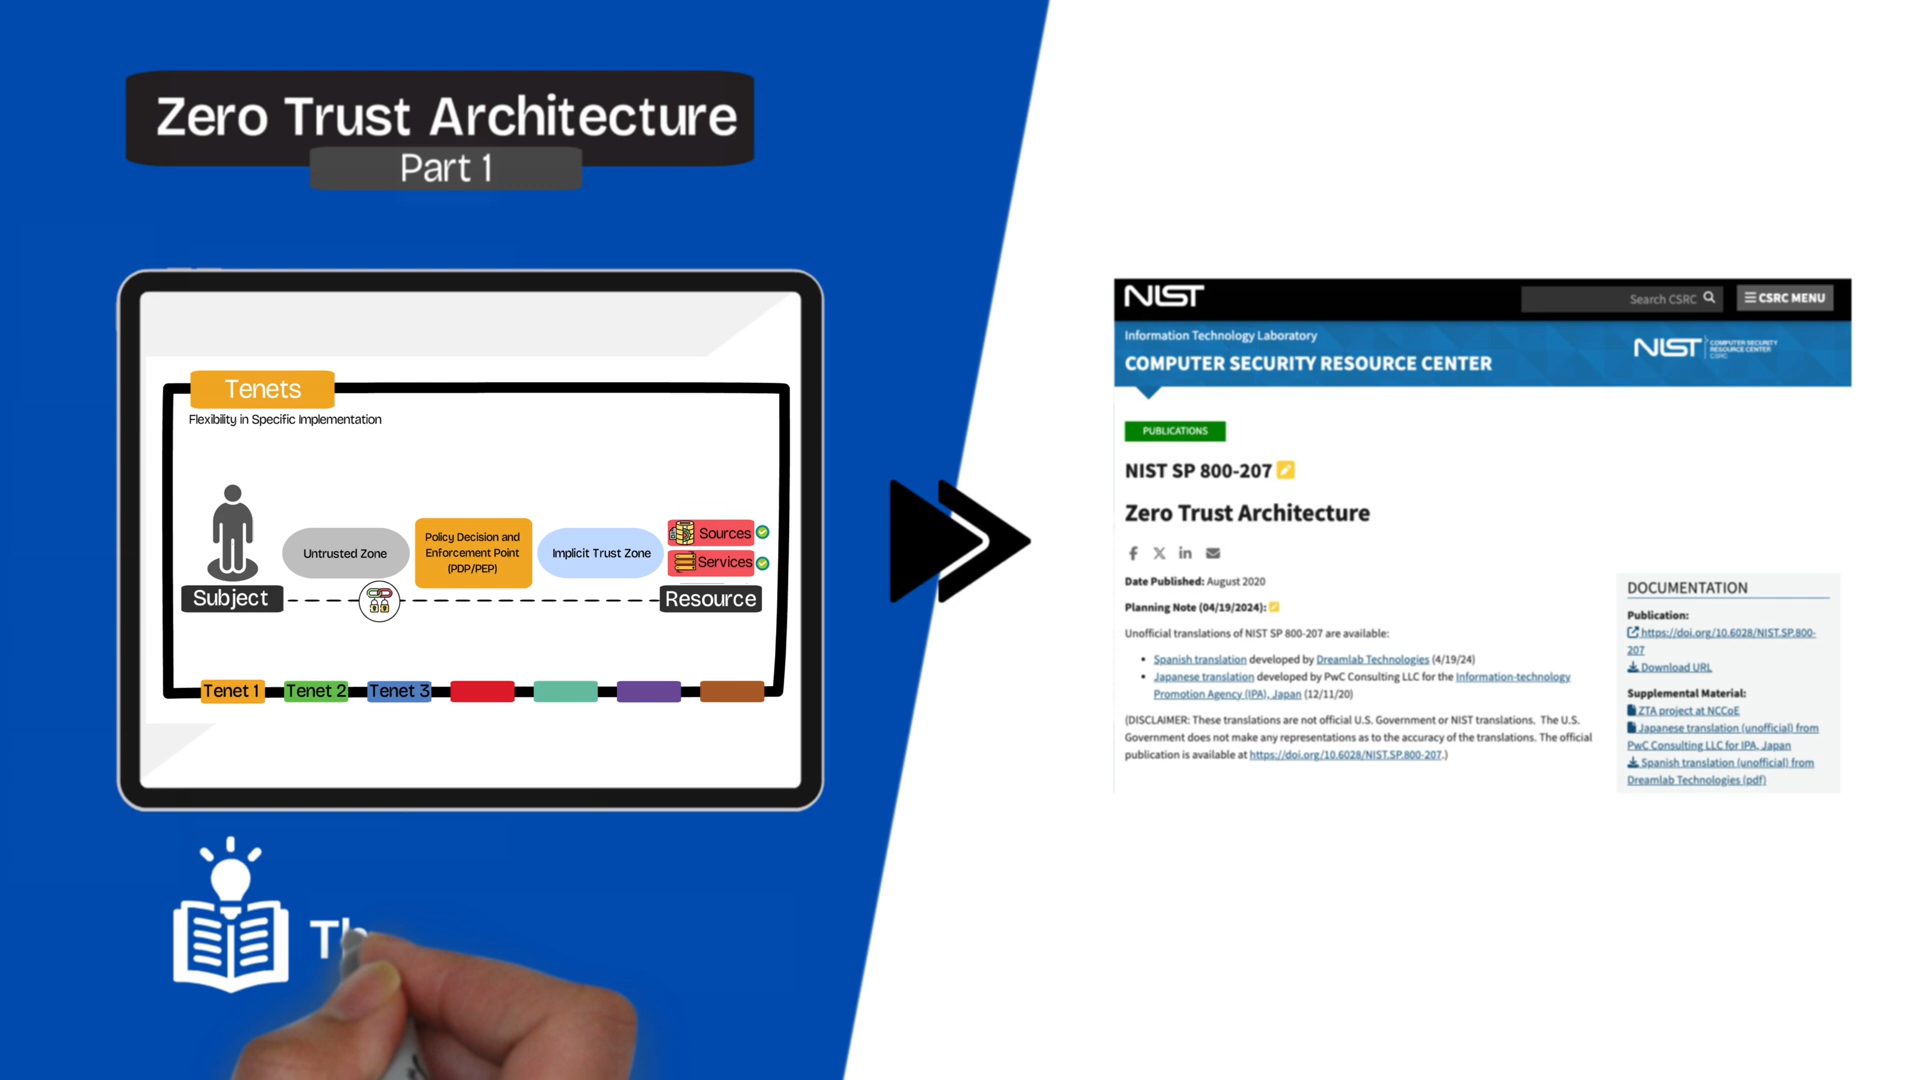 Zero Trust Architecture
Part 1
Tenets
Flexibility in Specific Implementation
Untrusted Zone
Policy Decision and
Enforcement Point
(PDP/PEP)
Implicit Trust Zone
Sources
Services
Subject
Resource
Tenet 1
Tenet 2
Tenet 3
Th
NIST
Search CSRC
CSRC MENU
Information Technology Laboratory
COMPUTER SECURITY RESOURCE CENTER
NIST
COMPUTER SECURITY
RESOURCE CENTER
CSRC
PUBLICATIONS
NIST SP 800-207
Zero Trust Architecture
Date Published: August 2020
Planning Note (04/19/2024):
Unofficial translations of NIST SP 800-207 are available:
• Spanish translation developed by Dreamlab Technologies (4/19/24)
• Japanese translation developed by PwC Consulting LLC for the Information-technology
Promotion Agency (IPA), Japan (12/11/20)
(DISCLAIMER: These translations are not official U.S. Government or NIST translations. The U.S.
Government does not make any representations as to the accuracy of the translations. The official
publication is available at https://doi.org/10.6028/NIST.SP.800-207.)
DOCUMENTATION
Publication:
https://doi.org/10.6028/NIST.SP.800-
207
Download URL
Supplemental Material:
ZTA project at NCCoE
Japanese translation (unofficial) from
PwC Consulting LLC for IPA, Japan
Spanish translation (unofficial) from
Dreamlab Technologies (pdf)